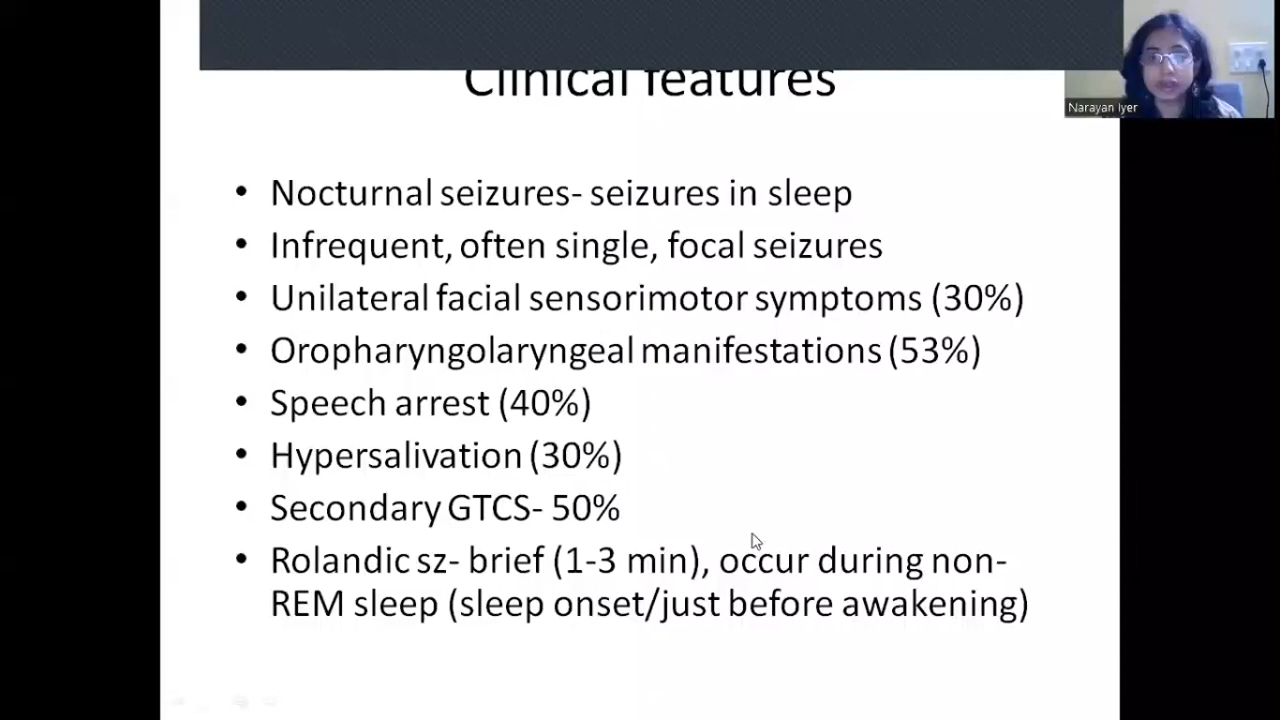 Clinical features
Narayan Iyer
• Nocturnal seizures- seizures in sleep
• Infrequent, often single, focal seizures
• Unilateral facial sensorimotor symptoms (30%)
• Oropharyngolaryngeal manifestations (53%)
• Speech arrest (40%)
• Hypersalivation (30%)
• Secondary GTCS- 50%
• Rolandic sz- brief (1-3 min), occur during non-
REM sleep (sleep onset/just before awakening)